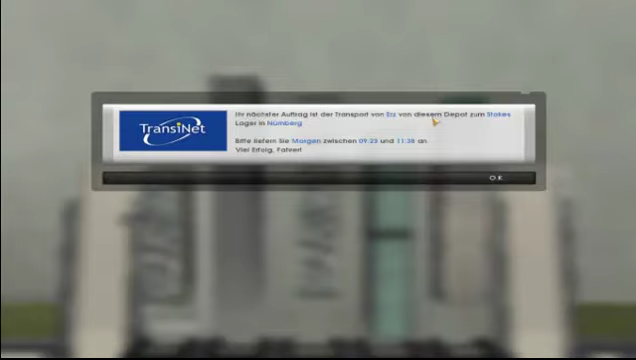 TransiNet
Ihr nächster Auftrag ist der Transport von Erz von diesem Depot zum Stokes
Lager in Nürnberg
Bitte liefern Sie Morgen zwischen 09:23 und 11:38 an.
Viel Erfolg, Fahrer!
OK